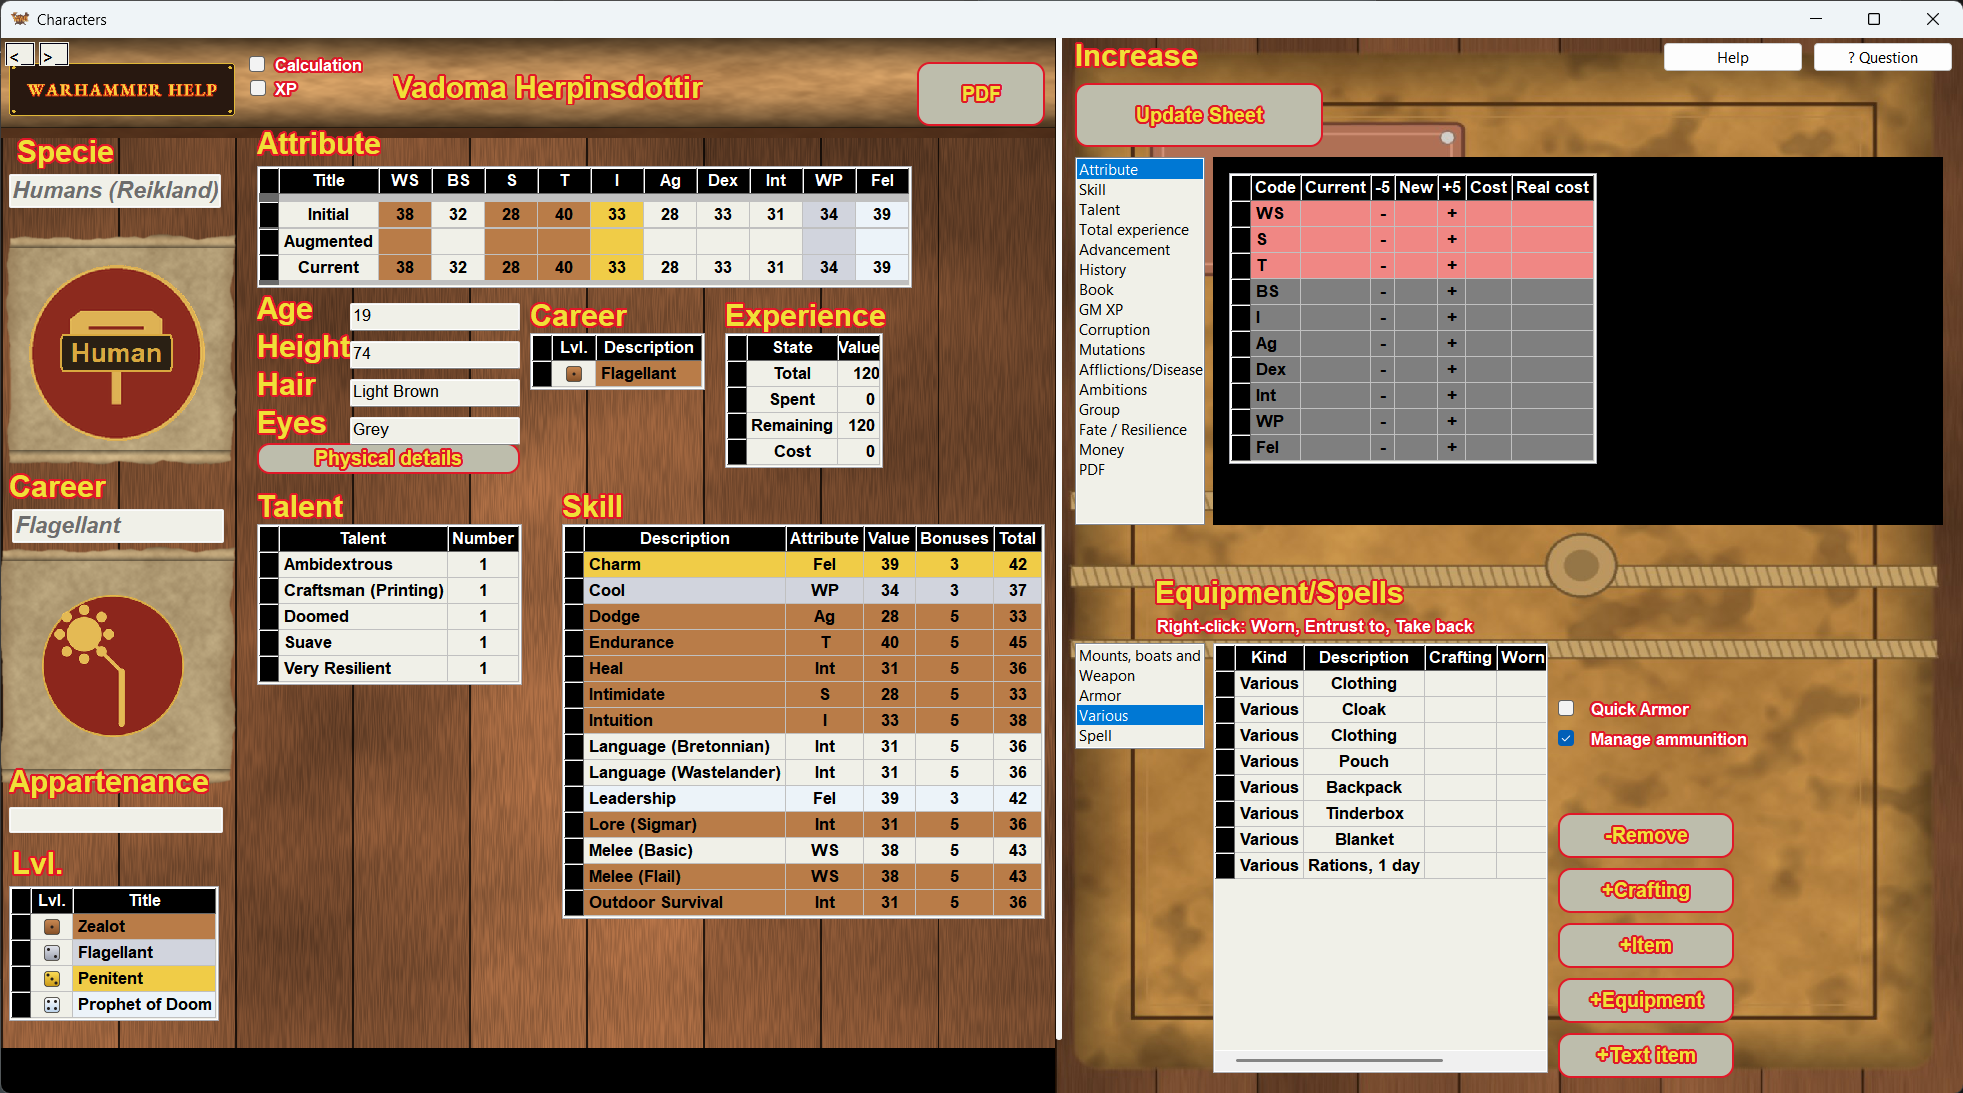 Characters
< >
WARHAMMER HELP
Calculation
XP
Vadoma Herpinsdottir
PDF
Specie
Humans (Reikland)
Human
Career
Flagellant
Appartenance
Lvl.
Lvl. Title
Zealot
Flagellant
Penitent
Prophet of Doom
Attribute
Title WS BS S T I Ag Dex Int WP Fel
Initial 38 32 28 40 33 28 33 31 34 39
Augmented
Current 38 32 28 40 33 28 33 31 34 39
Age 19
Height 74
Hair Light Brown
Eyes Grey
Physical details
Career
Lvl. Description
Flagellant
Experience
State Value
Total 120
Spent 0
Remaining 120
Cost 0
Talent
Talent Number
Ambidextrous 1
Craftsman (Printing) 1
Doomed 1
Suave 1
Very Resilient 1
Skill
Description Attribute Value Bonuses Total
Charm Fel 39 3 42
Cool WP 34 3 37
Dodge Ag 28 5 33
Endurance T 40 5 45
Heal Int 31 5 36
Intimidate S 28 5 33
Intuition I 33 5 38
Language (Bretonnian) Int 31 5 36
Language (Wastelander) Int 31 5 36
Leadership Fel 39 3 42
Lore (Sigmar) Int 31 5 36
Melee (Basic) WS 38 5 43
Melee (Flail) WS 38 5 43
Outdoor Survival Int 31 5 36
Increase
Help
? Question
Update Sheet
Attribute
Skill
Talent
Total experience
Advancement
History
Book
GM XP
Corruption
Mutations
Afflictions/Disease
Ambitions
Group
Fate / Resilience
Money
PDF
Code Current -5 New +5 Cost Real cost
WS - +
S - +
T - +
BS - +
I - +
Ag - +
Dex - +
Int - +
WP - +
Fel - +
Equipment/Spells
Right-click: Worn, Entrust to, Take back
Mounts, boats and
Weapon
Armor
Various
Spell
Kind Description Crafting Worn
Various Clothing
Various Cloak
Various Clothing
Various Pouch
Various Backpack
Various Tinderbox
Various Blanket
Various Rations, 1 day
Quick Armor
Manage ammunition
-Remove
+Crafting
+Item
+Equipment
+Text item